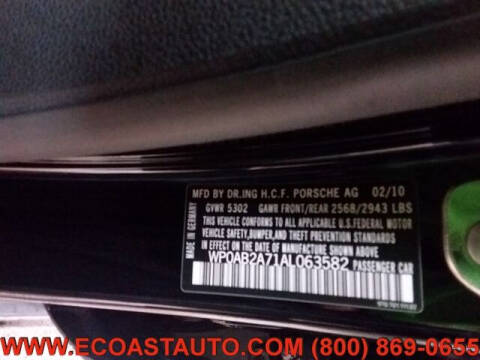 MFD BY DR.ING H.C.F. PORSCHE AG 02/10
GVWR 5302 GAWR FRONT/REAR 2568/2943 LBS
THIS VEHICLE CONFORMS TO ALL
APPLICABLE U.S.FEDERAL MOTOR
VEHICLE SAFETY,BUMPER,AND THEFT
PREVENTION STANDARDS IN EFFECT ON
THE DATE OF MANUFACTURE SHOWN ABOVE
WP0AB2A71AL063582 PASSENGER CAR
GERMANY
www.ECOASTAUTO.com (800) 869-0655